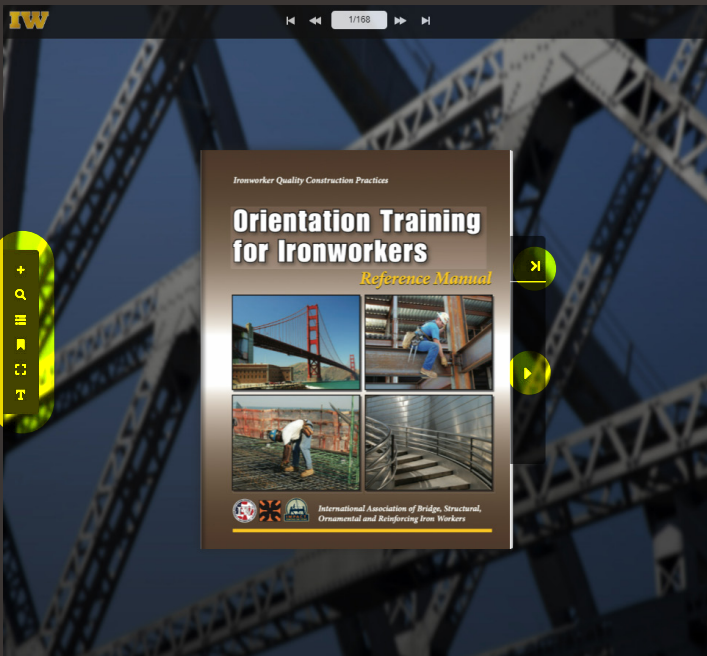 IW
1/168
Ironworker Quality Construction Practices
Orientation Training
for Ironworkers
Reference Manual
T
International Association of Bridge, Structural,
Ornamental and Reinforcing Iron Workers